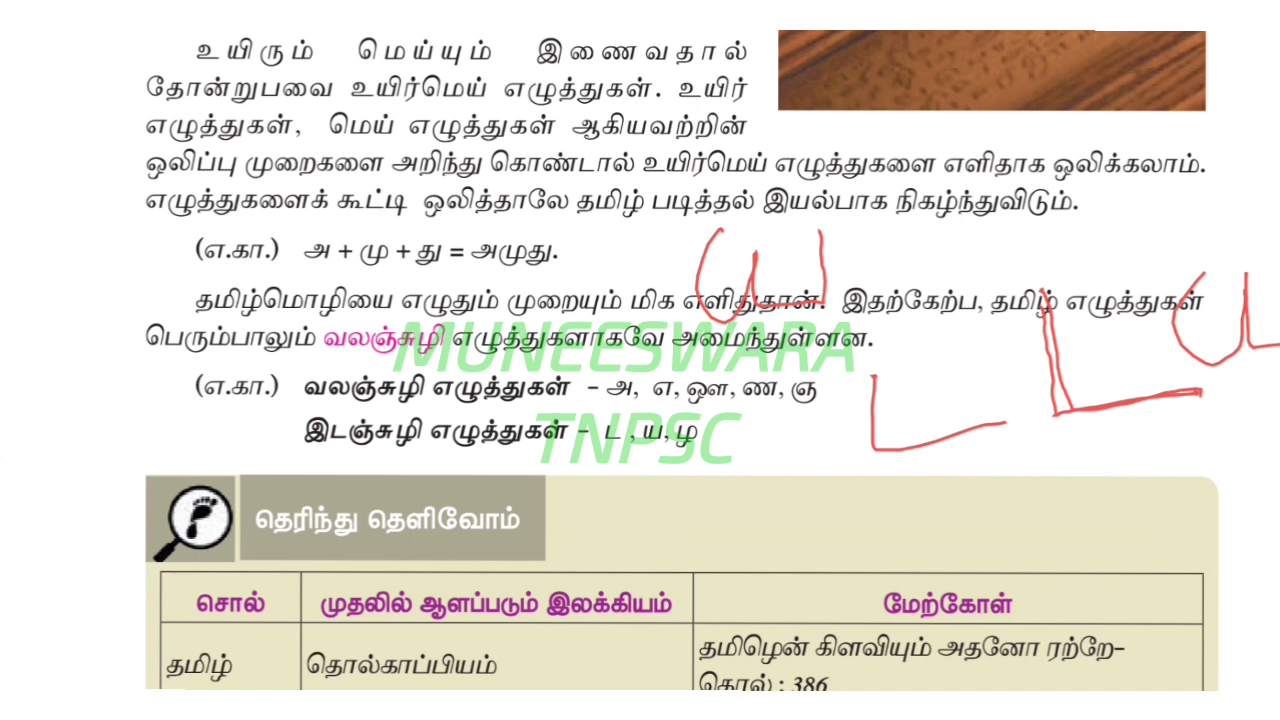 உயிரும் மெய்யும் இணைவதால்
தோன்றுபவை உயிர்மெய் எழுத்துகள். உயிர்
எழுத்துகள், மெய் எழுத்துகள் ஆகியவற்றின்
ஒலிப்பு முறைகளை அறிந்து கொண்டால் உயிர்மெய் எழுத்துகளை எளிதாக ஒலிக்கலாம்.
எழுத்துகளைக் கூட்டி ஒலித்தாலே தமிழ் படித்தல் இயல்பாக நிகழ்ந்துவிடும்.
(எ.கா.) அ + மு + து = அமுது.
தமிழ்மொழியை எழுதும் முறையும் மிக எளிதுதான். இதற்கேற்ப, தமிழ் எழுத்துகள்
பெரும்பாலும் வலஞ்சுழி எழுத்துகளாகவே அமைந்துள்ளன.
MUNEESWARA
(எ.கா.) வலஞ்சுழி எழுத்துகள் - அ, எ, ஔ, ண, ஞ
இடஞ்சுழி எழுத்துகள் - ட , ய, ழ
TNPSC
தெரிந்து தெளிவோம்
சொல் முதலில் ஆளப்படும் இலக்கியம் மேற்கோள்
தமிழ் தொல்காப்பியம் தமிழென் கிளவியும் அதனோ ரற்றே-
தொல் : 386